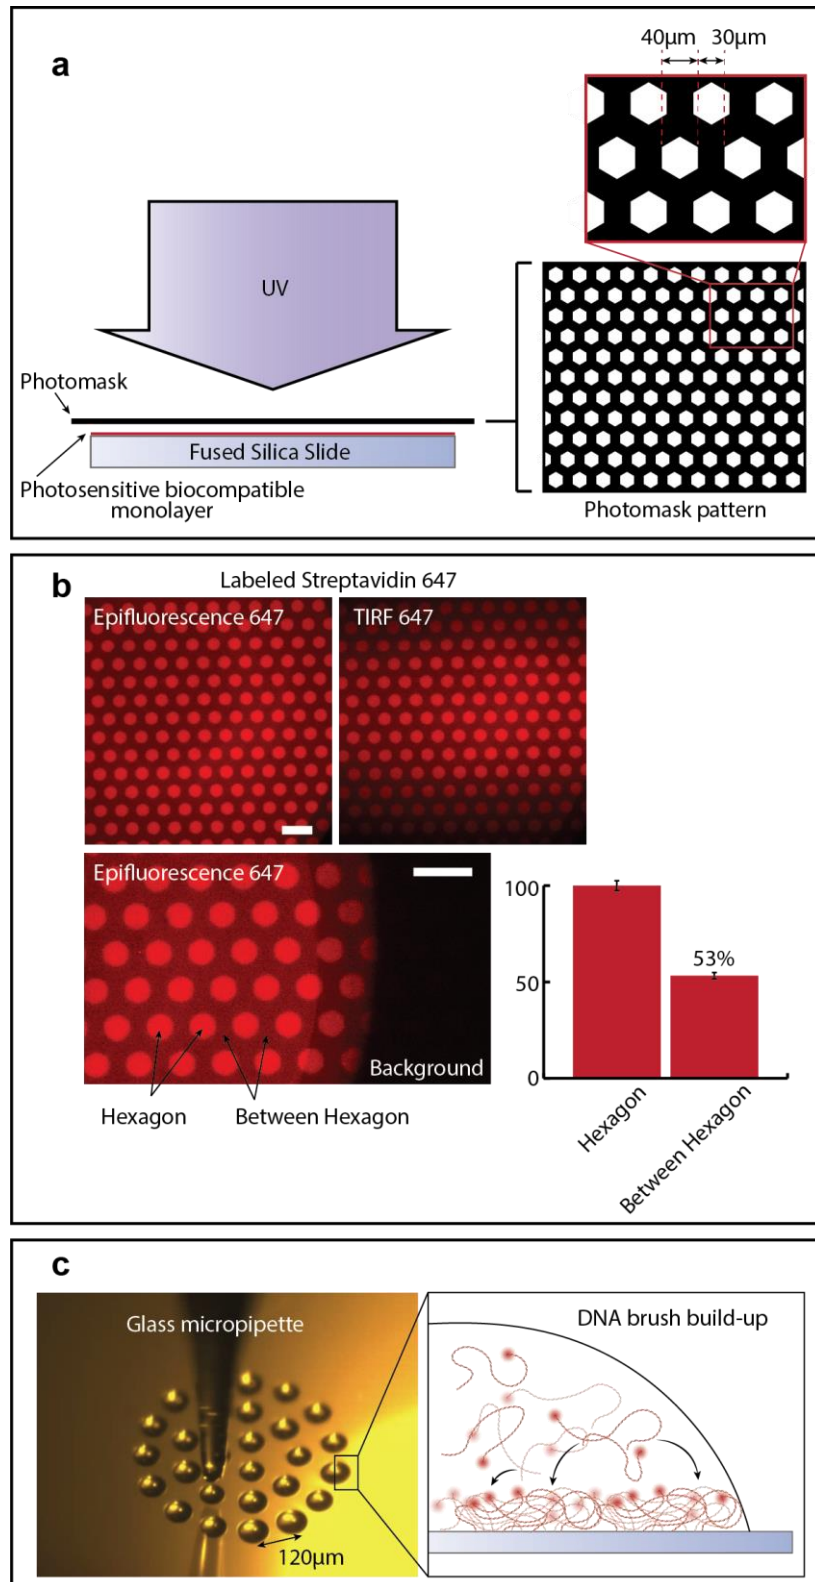 a
40µm 30µm
UV
Photomask
Fused Silica Slide
Photosensitive biocompatible
monolayer
Photomask pattern
b
Labeled Streptavidin 647
Epifluorescence 647
TIRF 647
Epifluorescence 647
Background
Hexagon
Between Hexagon
100
53%
50
0
Hexagon
Between Hexagon
c
Glass micropipette
120µm
DNA brush build-up